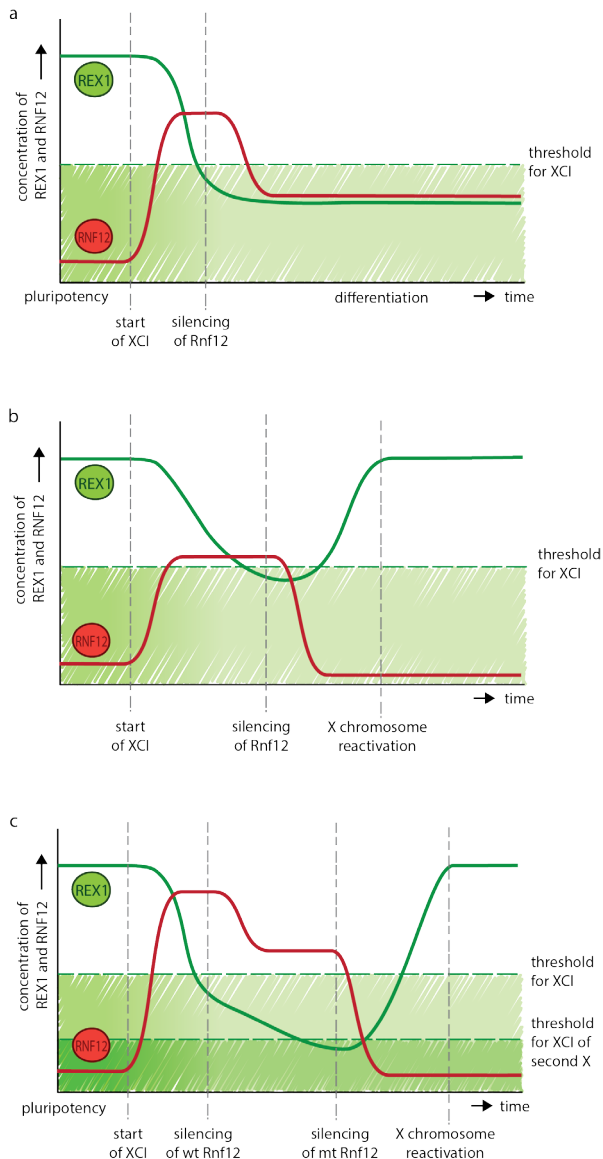 a
concentration of
REX1 and RNF12
REX1
threshold
for XCI
RNF12
pluripotency
differentiation
time
start
of XCI
silencing
of Rnf12
b
concentration of
REX1 and RNF12
REX1
threshold
for XCI
RNF12
time
start
of XCI
silencing
of Rnf12
X chromosome
reactivation
c
concentration of
REX1 and RNF12
REX1
threshold
for XCI
threshold
for XCI of
second X
RNF12
pluripotency
time
start
of XCI
silencing
of wt Rnf12
silencing
of mt Rnf12
X chromosome
reactivation